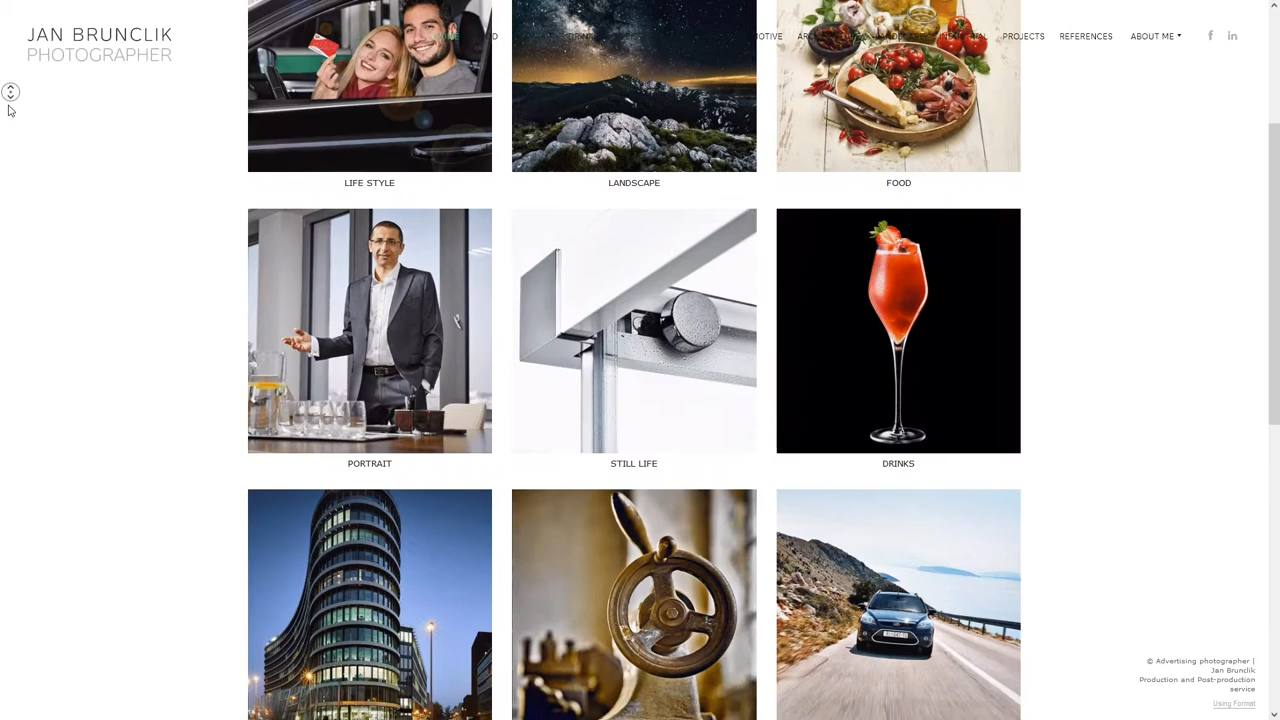 JAN BRUNCLIK
PHOTOGRAPHER
PROJECTS REFERENCES ABOUT ME
LIFE STYLE LANDSCAPE FOOD
PORTRAIT STILL LIFE DRINKS
© Advertising photographer |
Jan Brunclik
Production and Post-production
service
Using Format